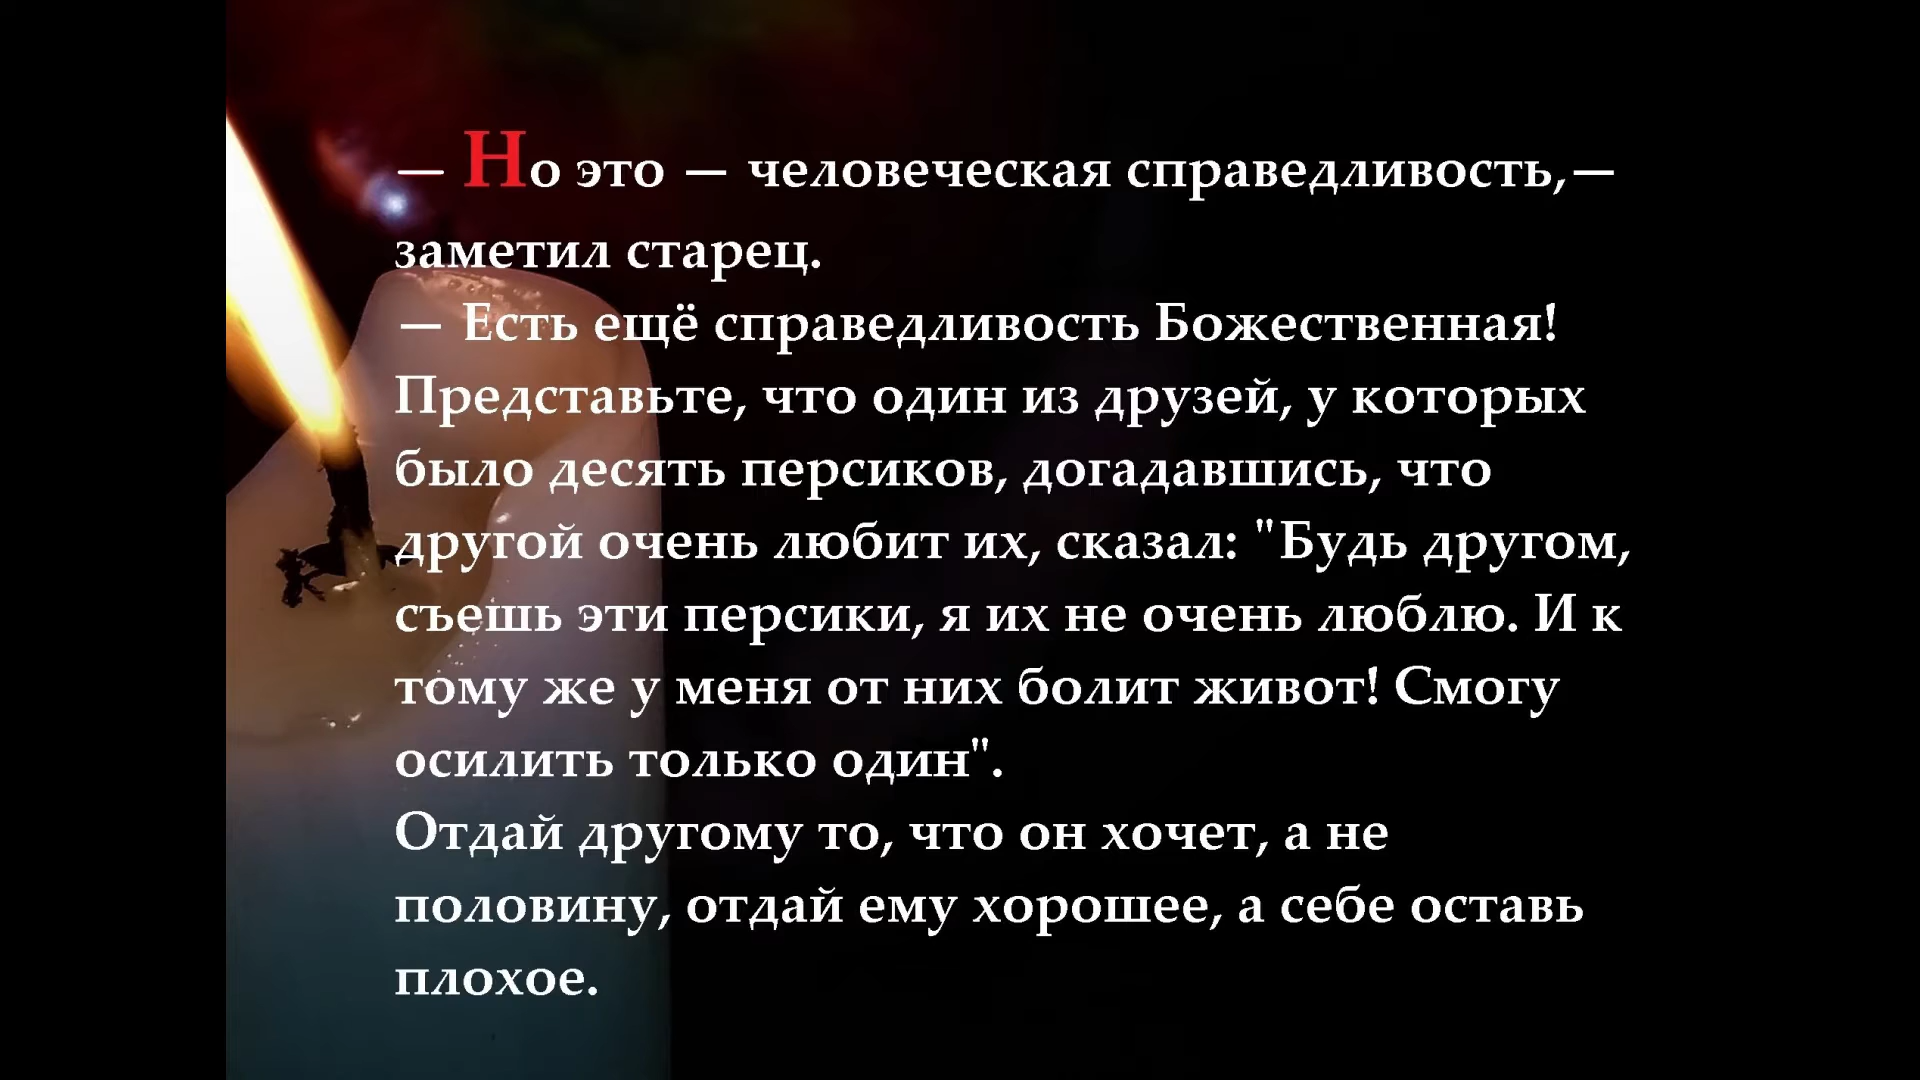 — Но это — человеческая справедливость,—
заметил старец.
— Есть ещё справедливость Божественная!
Представьте, что один из друзей, у которых
было десять персиков, догадавшись, что
другой очень любит их, сказал: "Будь другом,
съешь эти персики, я их не очень люблю. И к
тому же у меня от них болит живот! Смогу
осилить только один".
Отдай другому то, что он хочет, а не
половину, отдай ему хорошее, а себе оставь
плохое.